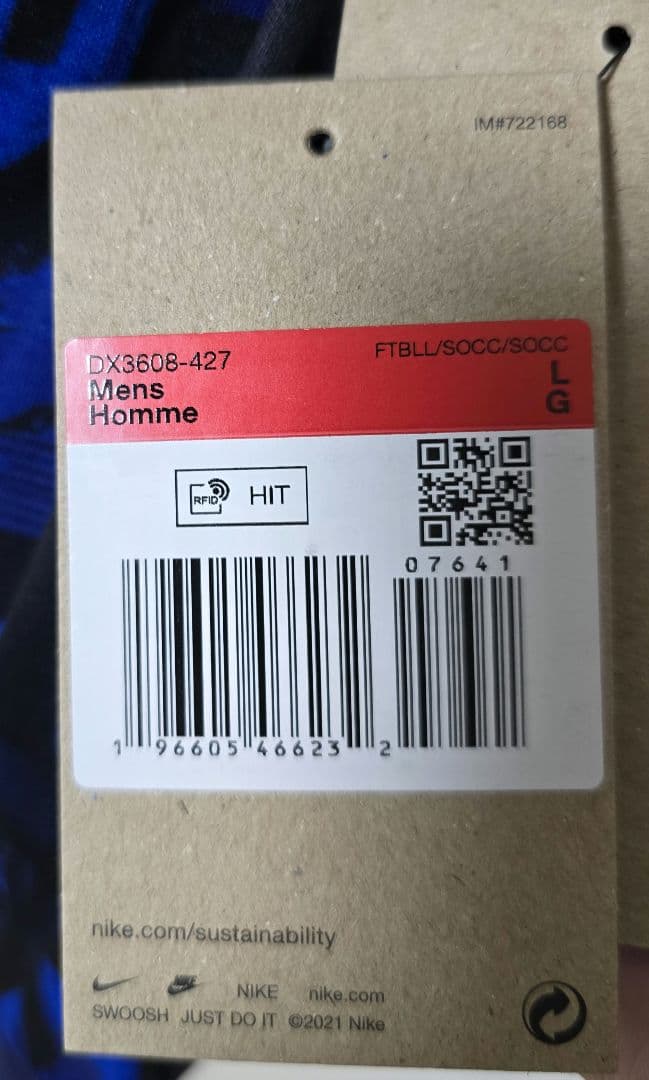 IM#722168
DX3608-427
FTBLL/SOCC/SOCC
Mens
L
Homme
G
RFID HIT
07641
1 96605 46623 2
nike.com/sustainability
NIKE nike.com
SWOOSH JUST DO IT ©2021 Nike